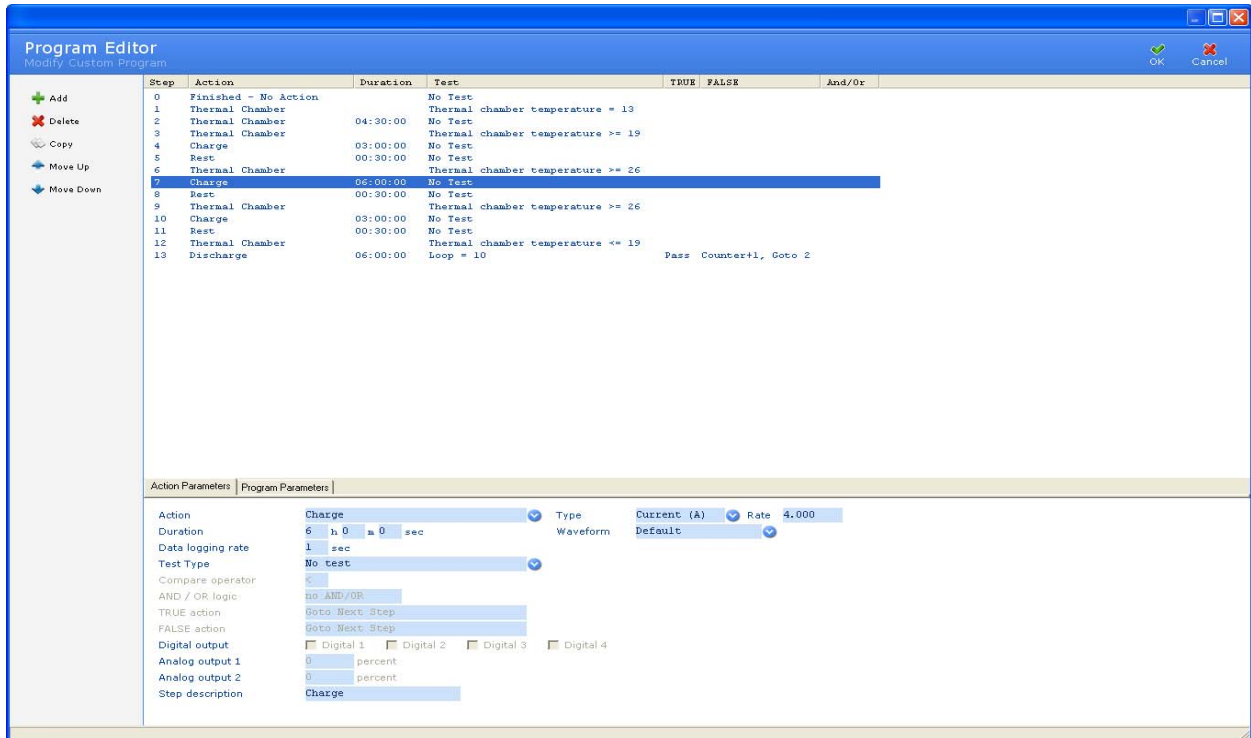 Program Editor
Modify Custom Program
OK
Cancel
Add
Delete
Copy
Move Up
Move Down
Step Action Duration Test TRUE FALSE And/Or
0 Finished - No Action No Test
1 Thermal Chamber Thermal chamber temperature = 13
2 Thermal Chamber 04:30:00 No Test
3 Thermal Chamber Thermal chamber temperature >= 19
4 Charge 03:00:00 No Test
5 Rest 00:30:00 No Test
6 Thermal Chamber Thermal chamber temperature >= 26
7 Charge 06:00:00 No Test
8 Rest 00:30:00 No Test
9 Thermal Chamber Thermal chamber temperature >= 26
10 Charge 03:00:00 No Test
11 Rest 00:30:00 No Test
12 Thermal Chamber Thermal chamber temperature <= 19
13 Discharge 06:00:00 Loop = 10 Pass Counter+1, Goto 2
Action Parameters Program Parameters
Action Charge Type Current (A) Rate 4.000
Duration 6 h 0 m 0 sec Waveform Default
Data logging rate 1 sec
Test Type No test
Compare operator <
AND / OR logic no AND/OR
TRUE action Goto Next Step
FALSE action Goto Next Step
Digital output Digital 1 Digital 2 Digital 3 Digital 4
Analog output 1 0 percent
Analog output 2 0 percent
Step description Charge